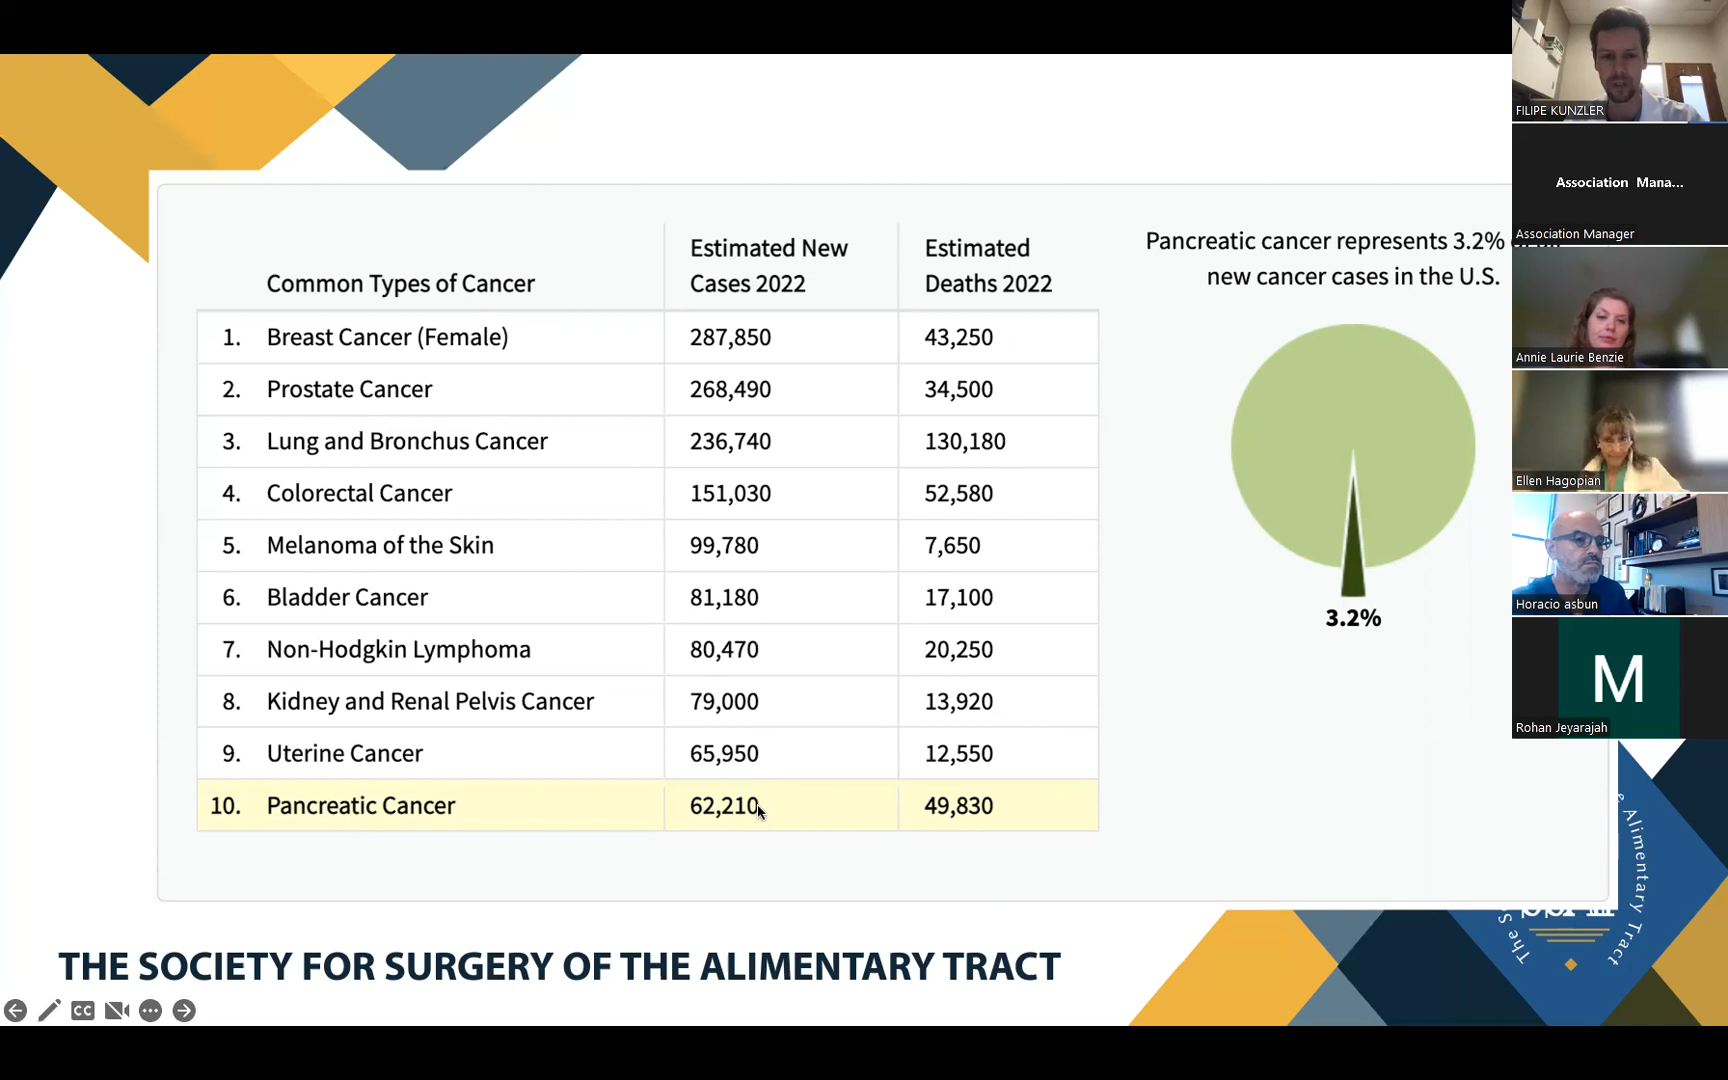 Common Types of Cancer
Estimated New
Cases 2022
Estimated
Deaths 2022
1. Breast Cancer (Female) 287,850 43,250
2. Prostate Cancer 268,490 34,500
3. Lung and Bronchus Cancer 236,740 130,180
4. Colorectal Cancer 151,030 52,580
5. Melanoma of the Skin 99,780 7,650
6. Bladder Cancer 81,180 17,100
7. Non-Hodgkin Lymphoma 80,470 20,250
8. Kidney and Renal Pelvis Cancer 79,000 13,920
9. Uterine Cancer 65,950 12,550
10. Pancreatic Cancer 62,210 49,830
Pancreatic cancer represents 3.2%
new cancer cases in the U.S.
3.2%
THE SOCIETY FOR SURGERY OF THE ALIMENTARY TRACT
CC
FILIPE KUNZLER
Association Mana...
Association Manager
Annie Laurie Benzie
Ellen Hagopian
Horacio asbun
M
Rohan Jeyarajah
Alimentary Tract
The